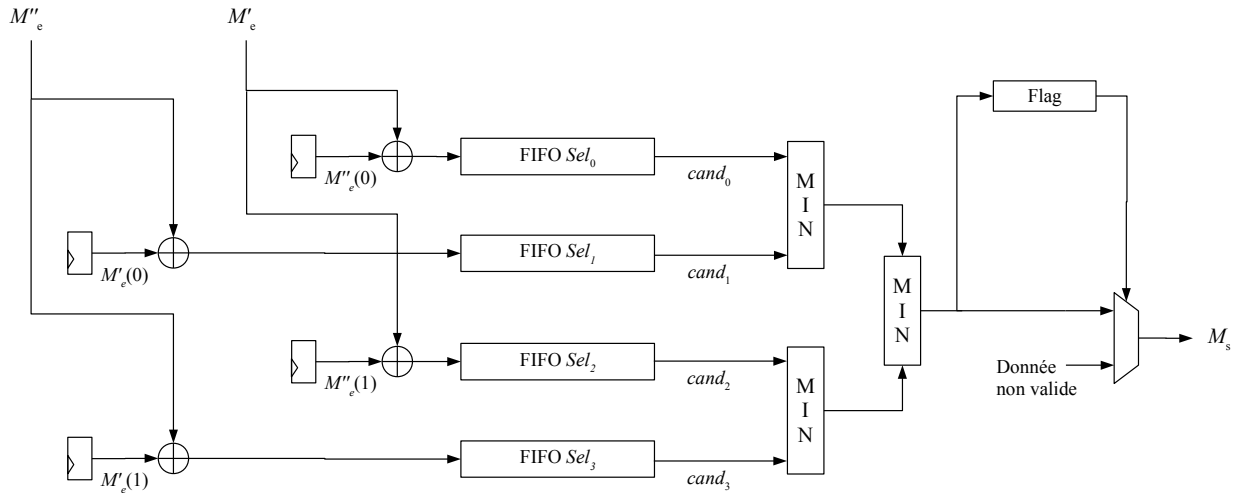 M''ₑ
M'ₑ
Flag
FIFO Sel₀
cand₀
M''ₑ(0)
M
I
N
FIFO Sel₁
cand₁
M'ₑ(0)
M
I
N
FIFO Sel₂
cand₂
M''ₑ(1)
M
I
N
Mₛ
Donnée
non valide
FIFO Sel₃
cand₃
M'ₑ(1)